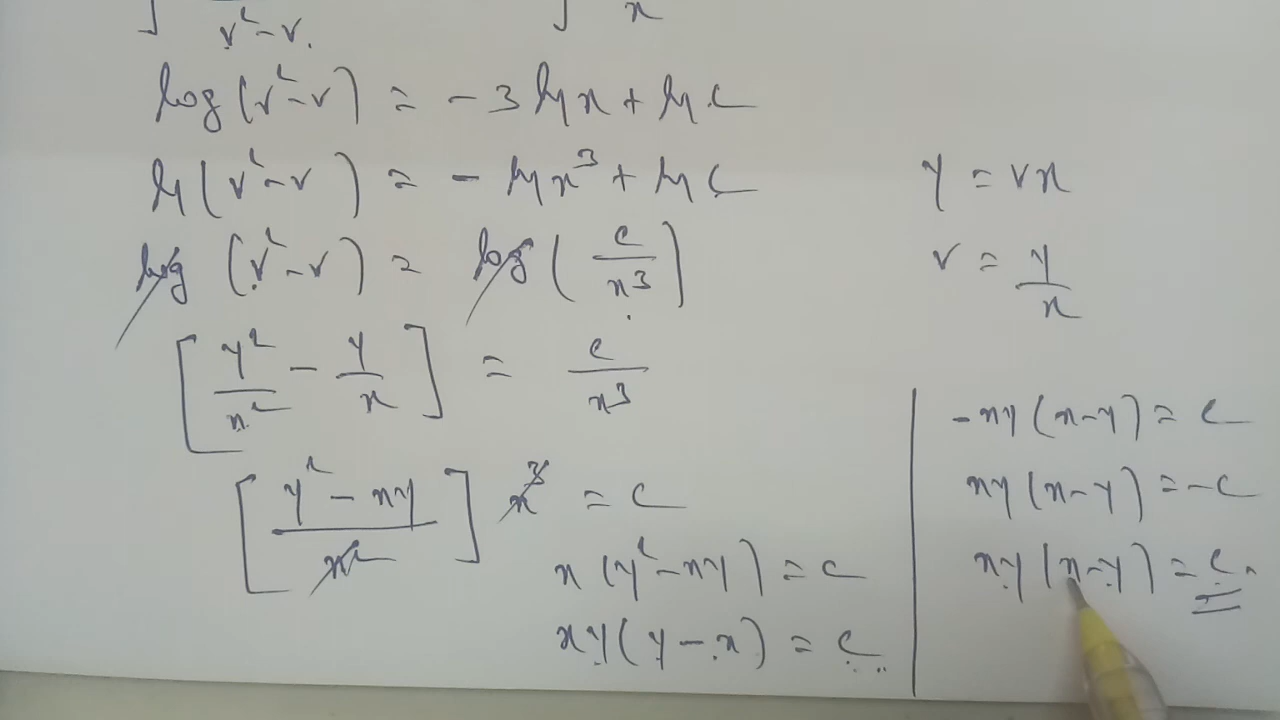 ∫ v² - v. ∫ x
log(v² - v) = - 3 log x + log c
log(v² - v) = - log x³ + log c
log (v² - v) = log (c/x³)
[y²/x² - y/x] = c/x³
[(y² - xy)/x²] x³ = c
x(y² - xy) = c
xy(y - x) = c
y = vx
v = y/x
-xy(x-y) = c
xy(x-y) = -c
xy(x-y) = c